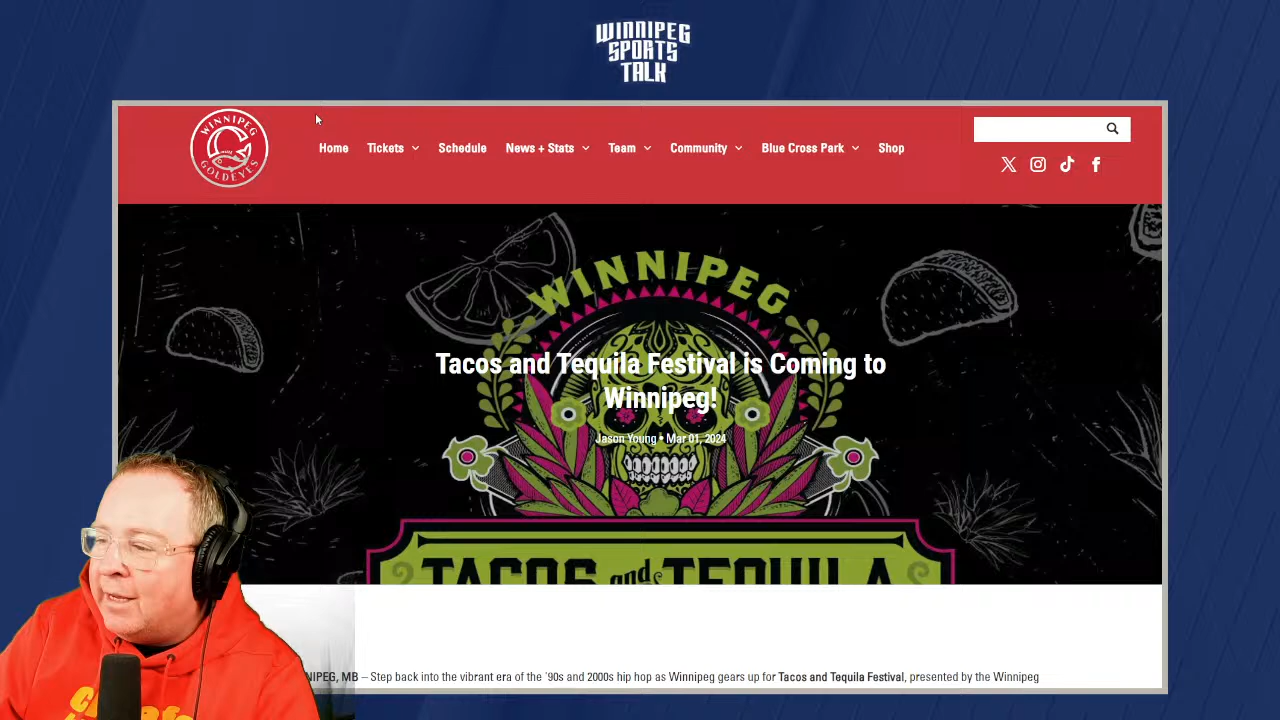 WINNIPEG
SPORTS
TALK
WINNIPEG
GOLDEYES
Home Tickets Schedule News + Stats Team Community Blue Cross Park Shop
WINNIPEG
Tacos and Tequila Festival is Coming to
Winnipeg!
Jason Young • Mar 01, 2024
TACOS and TEQUILA
NIPEG, MB – Step back into the vibrant era of the '90s and 2000s hip hop as Winnipeg gears up for Tacos and Tequila Festival, presented by the Winnipeg